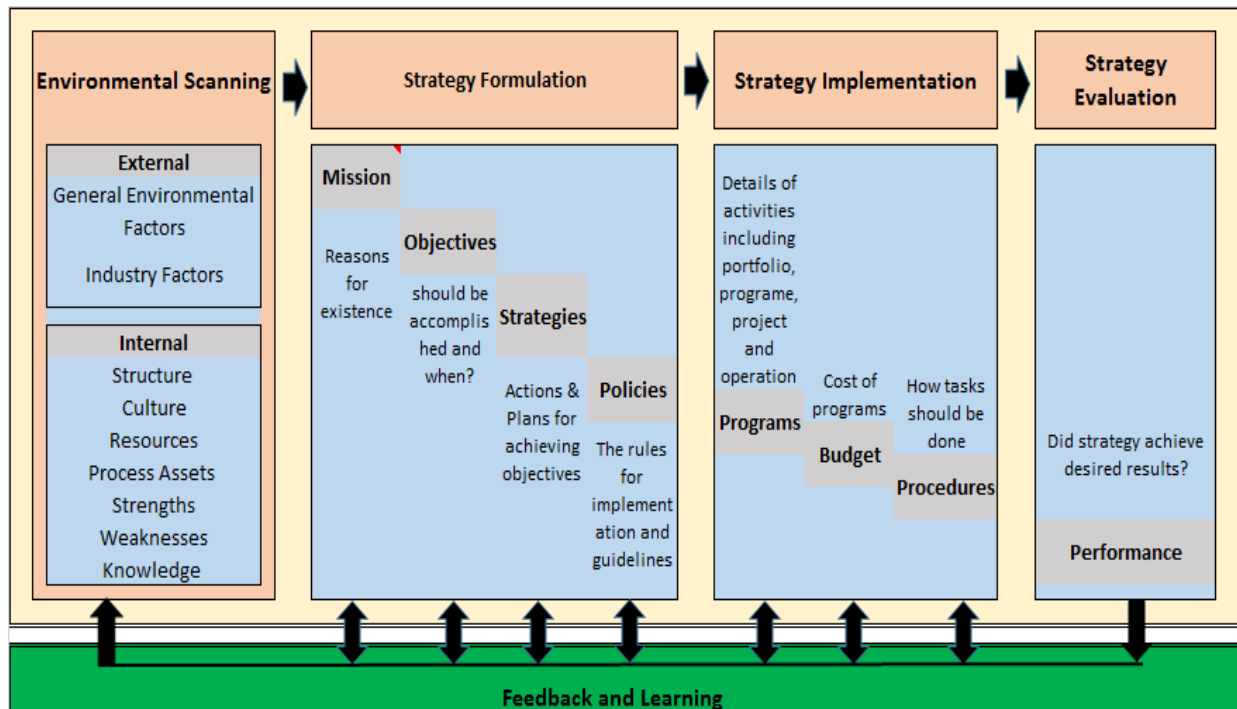 Environmental Scanning
Strategy Formulation
Strategy Implementation
Strategy
Evaluation
External
General Environmental
Factors
Industry Factors
Internal
Structure
Culture
Resources
Process Assets
Strengths
Weaknesses
Knowledge
Mission
Reasons
for
existence
Objectives
should be
accomplis
hed and
when?
Strategies
Actions &
Plans for
achieving
objectives
Policies
The rules
for
implement
ation and
guidelines
Details of
activities
including
portfolio,
programe,
project
and
operation
Programs
Cost of
programs
Budget
How tasks
should be
done
Procedures
Did strategy achieve
desired results?
Performance
Feedback and Learning